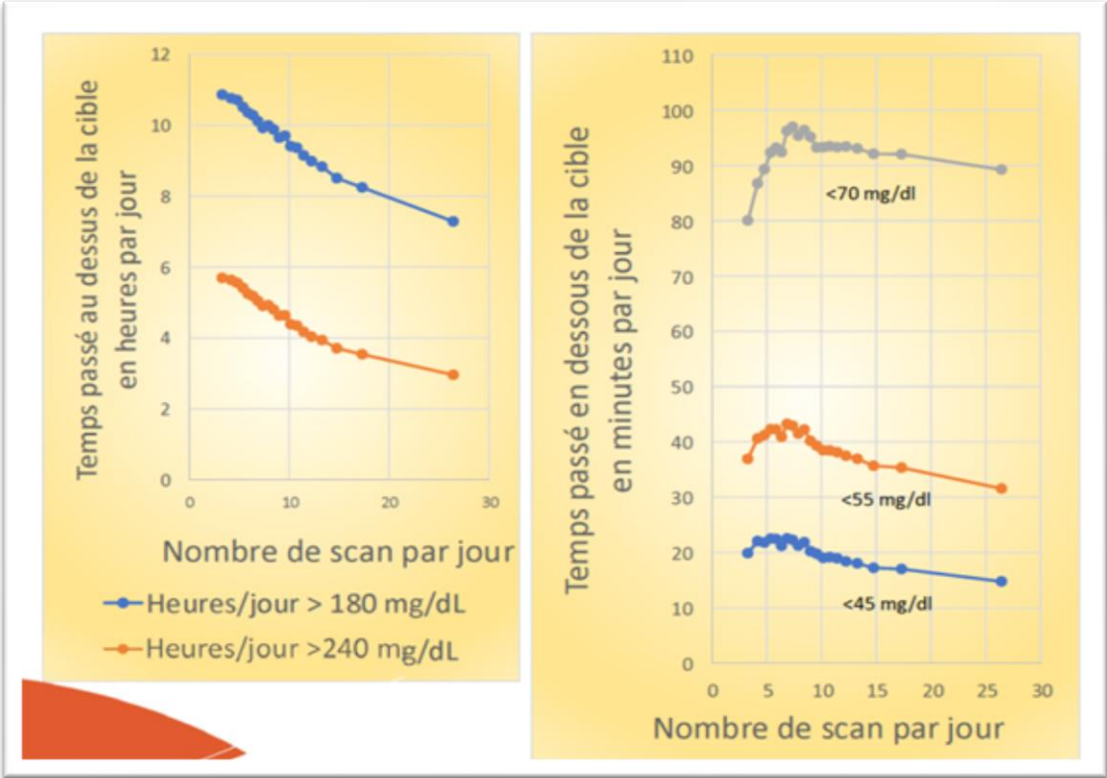 Temps passé au dessus de la cible
en heures par jour
12
10
8
6
4
2
0
0 10 20 30
Nombre de scan par jour
Heures/jour > 180 mg/dL
Heures/jour >240 mg/dL
Temps passé en dessous de la cible
en minutes par jour
110
100
90
80
70
60
50
40
30
20
10
0
<70 mg/dl
<55 mg/dl
<45 mg/dl
0 5 10 15 20 25 30
Nombre de scan par jour